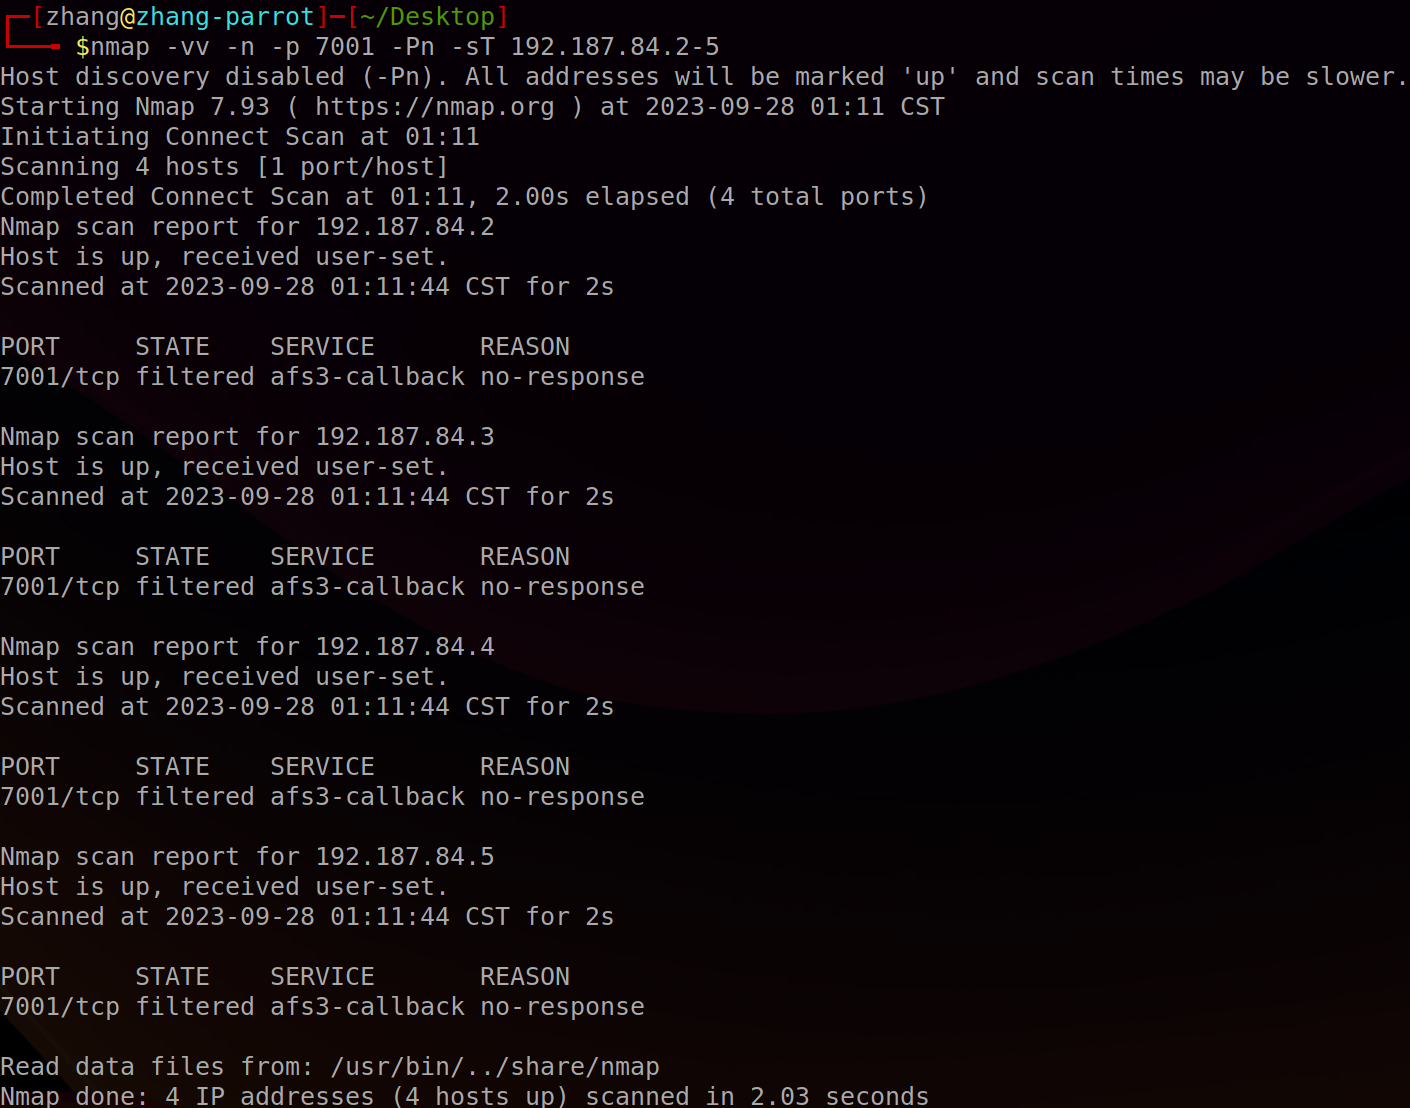 ┌─[zhang@zhang-parrot]─[~/Desktop]
└──╼ $nmap -vv -n -p 7001 -Pn -sT 192.187.84.2-5
Host discovery disabled (-Pn). All addresses will be marked 'up' and scan times may be slower.
Starting Nmap 7.93 ( https://nmap.org ) at 2023-09-28 01:11 CST
Initiating Connect Scan at 01:11
Scanning 4 hosts [1 port/host]
Completed Connect Scan at 01:11, 2.00s elapsed (4 total ports)
Nmap scan report for 192.187.84.2
Host is up, received user-set.
Scanned at 2023-09-28 01:11:44 CST for 2s

PORT     STATE    SERVICE       REASON
7001/tcp filtered afs3-callback no-response

Nmap scan report for 192.187.84.3
Host is up, received user-set.
Scanned at 2023-09-28 01:11:44 CST for 2s

PORT     STATE    SERVICE       REASON
7001/tcp filtered afs3-callback no-response

Nmap scan report for 192.187.84.4
Host is up, received user-set.
Scanned at 2023-09-28 01:11:44 CST for 2s

PORT     STATE    SERVICE       REASON
7001/tcp filtered afs3-callback no-response

Nmap scan report for 192.187.84.5
Host is up, received user-set.
Scanned at 2023-09-28 01:11:44 CST for 2s

PORT     STATE    SERVICE       REASON
7001/tcp filtered afs3-callback no-response

Read data files from: /usr/bin/../share/nmap
Nmap done: 4 IP addresses (4 hosts up) scanned in 2.03 seconds